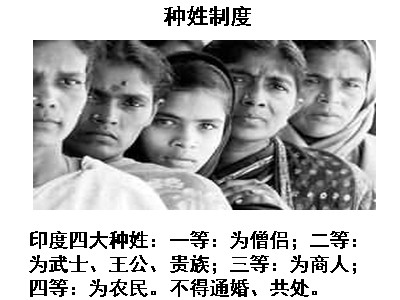 种姓制度
印度四大种姓：一等：为僧侣；二等：
为武士、王公、贵族；三等：为商人；
四等：为农民。不得通婚、共处。